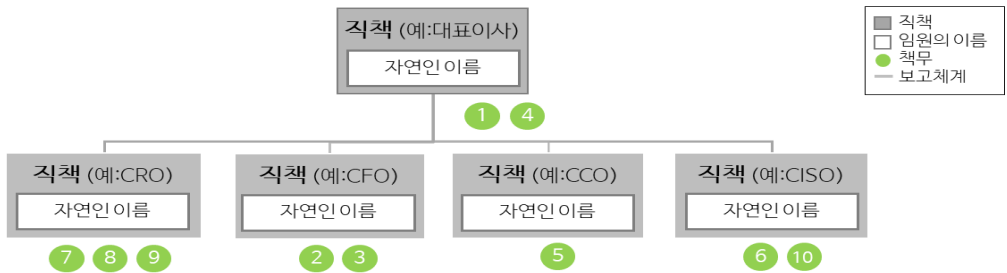 직책 (예:대표이사)
자연인 이름
직책
임원의 이름
책무
보고체계
1 4
직책 (예:CRO) 직책 (예:CFO) 직책 (예:CCO) 직책 (예:CISO)
자연인 이름 자연인 이름 자연인 이름 자연인 이름
7 8 9 2 3 5 6 10